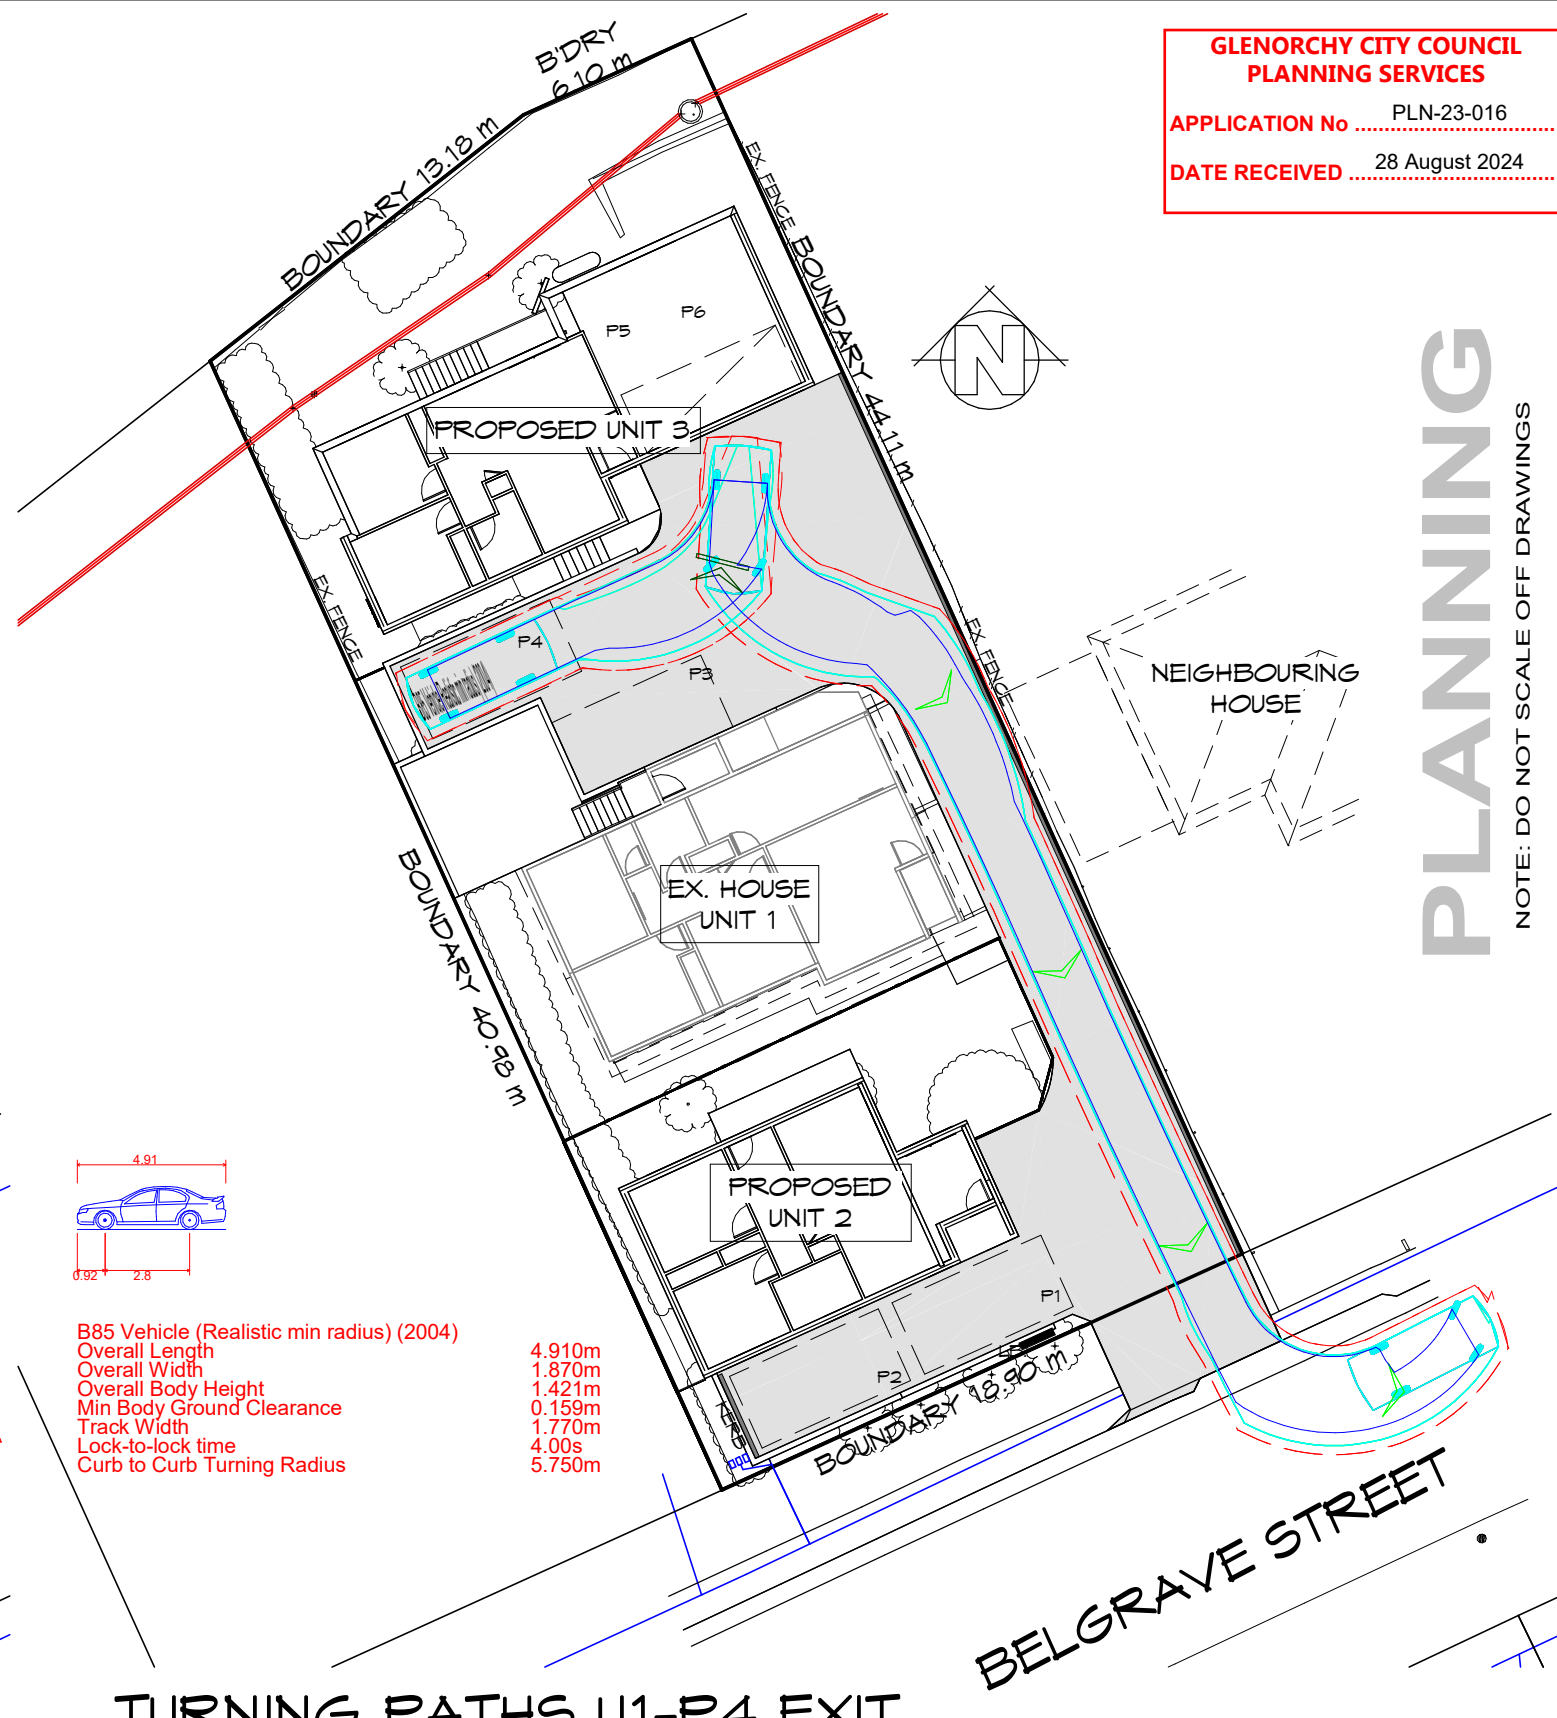 GLENORCHY CITY COUNCIL
PLANNING SERVICES
APPLICATION No PLN-23-016
DATE RECEIVED 28 August 2024
B'DRY
6.10 m
BOUNDARY 13.18 m
EX. FENCE
BOUNDARY 44.11 m
P5
P6
N
PROPOSED UNIT 3
EX. FENCE
P4
P3
EX. FENCE
NEIGHBOURING
HOUSE
PLANNING
NOTE: DO NOT SCALE OFF DRAWINGS
EX. HOUSE
UNIT 1
BOUNDARY 40.98 m
PROPOSED
UNIT 2
P1
P2
BOUNDARY 18.90 m
4.91
0.92
2.8
B85 Vehicle (Realistic min radius) (2004)
Overall Length 4.910m
Overall Width 1.870m
Overall Body Height 1.421m
Min Body Ground Clearance 0.159m
Track Width 1.770m
Lock-to-lock time 4.00s
Curb to Curb Turning Radius 5.750m
BELGRAVE STREET
TURNING PATHS U1-P4 EXIT